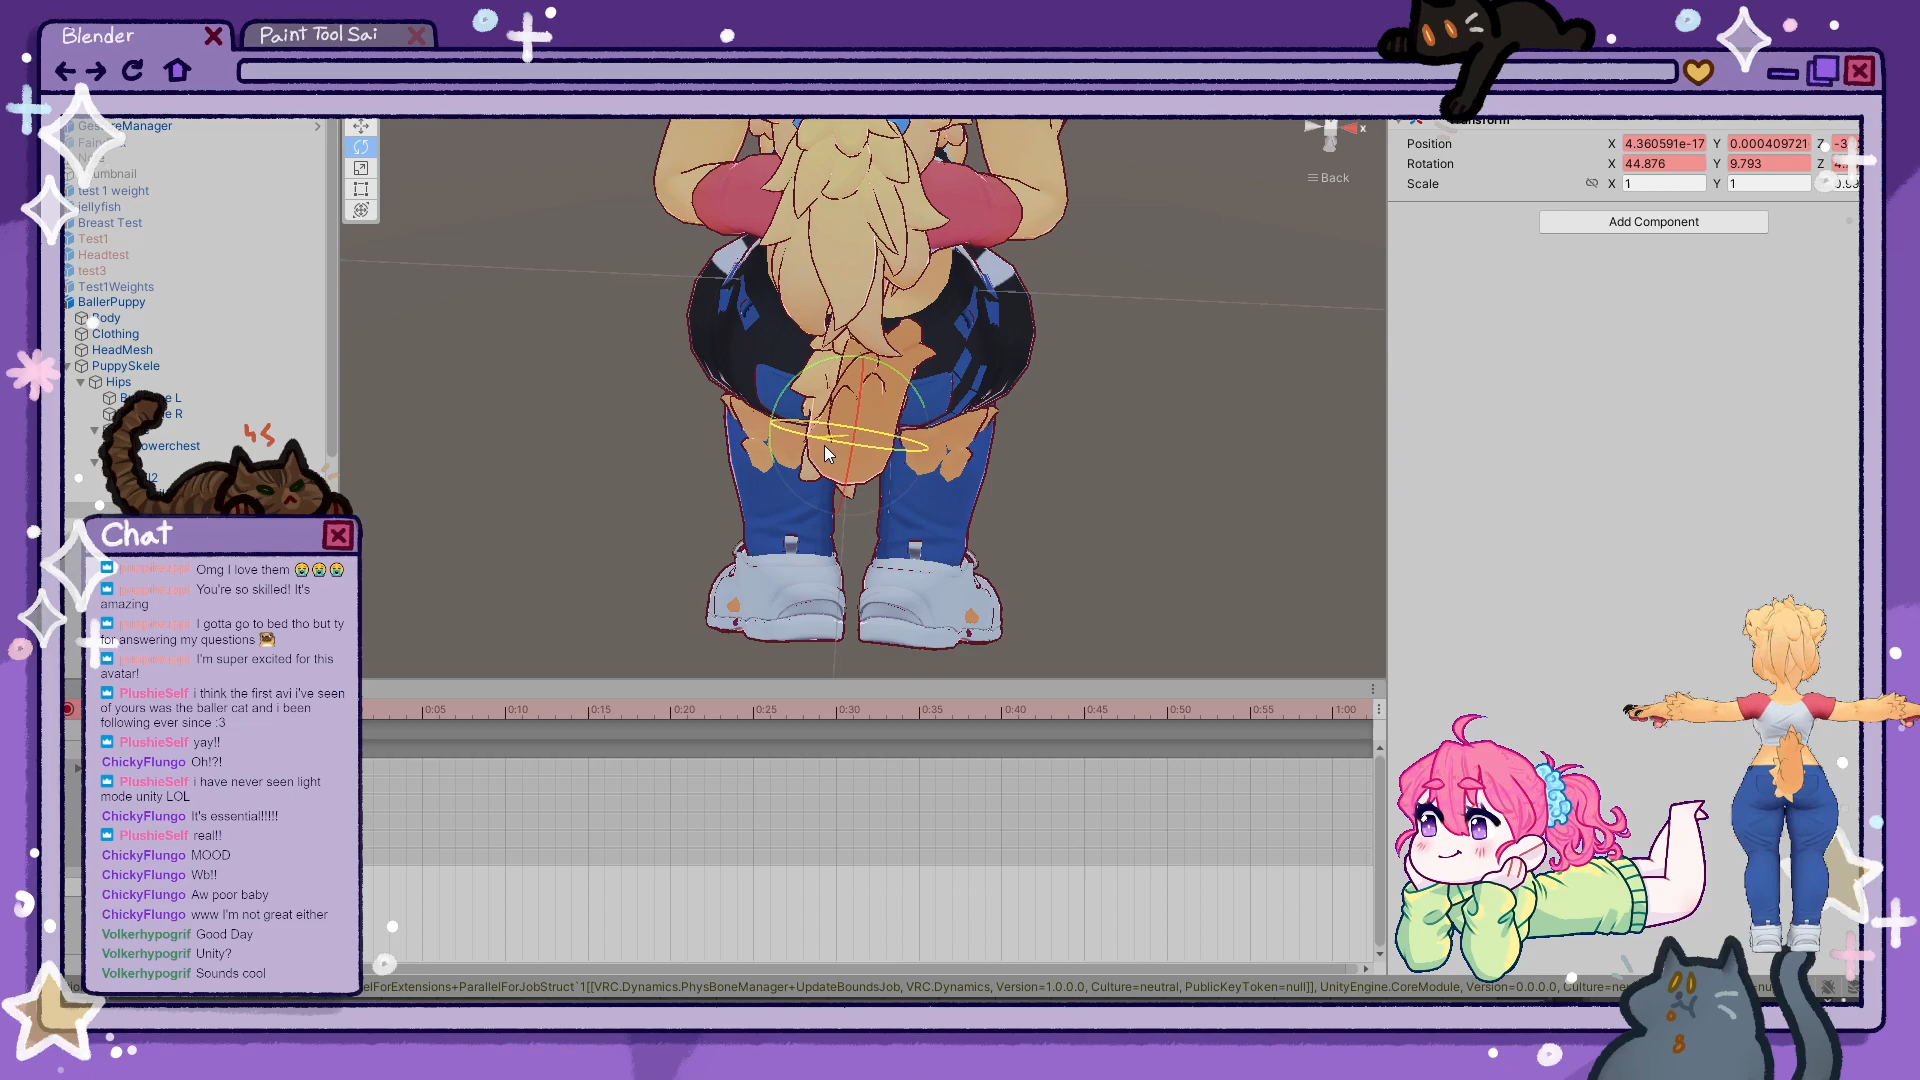 Blender
Paint Tool Sai
GestureManager
Thumbnail
test 1 weight
jellyfish
Breast Test
Test1
Headtest
test3
Test1Weights
BallerPuppy
Body
Clothing
HeadMesh
PuppySkele
Hips
Back
Position X 4.360591e-17 Y 0.000409721 Z -3
Rotation X 44.876 Y 9.793 Z
Scale X 1 Y 1
Add Component
Chat
Omg I love them 😭😭😭
You're so skilled! It's
amazing
I gotta go to bed tho but ty
for answering my questions
I'm super excited for this
avatar!
PlushieSelf i think the first avi i've seen
of yours was the baller cat and i been
following ever since :3
PlushieSelf yay!!
ChickyFlungo Oh!?!
PlushieSelf i have never seen light
mode unity LOL
ChickyFlungo It's essential!!!!!
PlushieSelf real!!
ChickyFlungo MOOD
ChickyFlungo Wb!!
ChickyFlungo Aw poor baby
ChickyFlungo www I'm not great either
Volkerhypogrif Good Day
Volkerhypogrif Unity?
Volkerhypogrif Sounds cool
0:05 0:10 0:15 0:20 0:25 0:30 0:35 0:40 0:45 0:50 0:55 1:00
elForExtensions+ParallelForJobStruct`1[[VRC.Dynamics.PhysBoneManager+UpdateBoundsJob, VRC.Dynamics, Version=1.0.0.0, Culture=neutral, PublicKeyToken=null]], UnityEngine.CoreModule, Version=0.0.0.0,